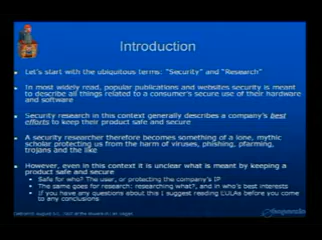 Introduction
Let's start with the ubiquitous terms: "Security" and "Research"
In most widely read, popular publications and websites security is meant
to describe all things related to a consumer's secure use of their hardware
and software
Security research in this context generally describes a company's best
efforts to keep their product safe and secure
A security researcher therefore becomes something of a lone, mythic
scholar protecting us from the harm of viruses, phishing, pfarming,
trojans and the like
However, even in this context it is unclear what is meant by keeping a
product safe and secure
Safe for who? The user, or protecting the company's IP
The same goes for research: researching what?, and in who's best interests
If you have any questions about this I suggest reading EULAs before you come
to any conclusions